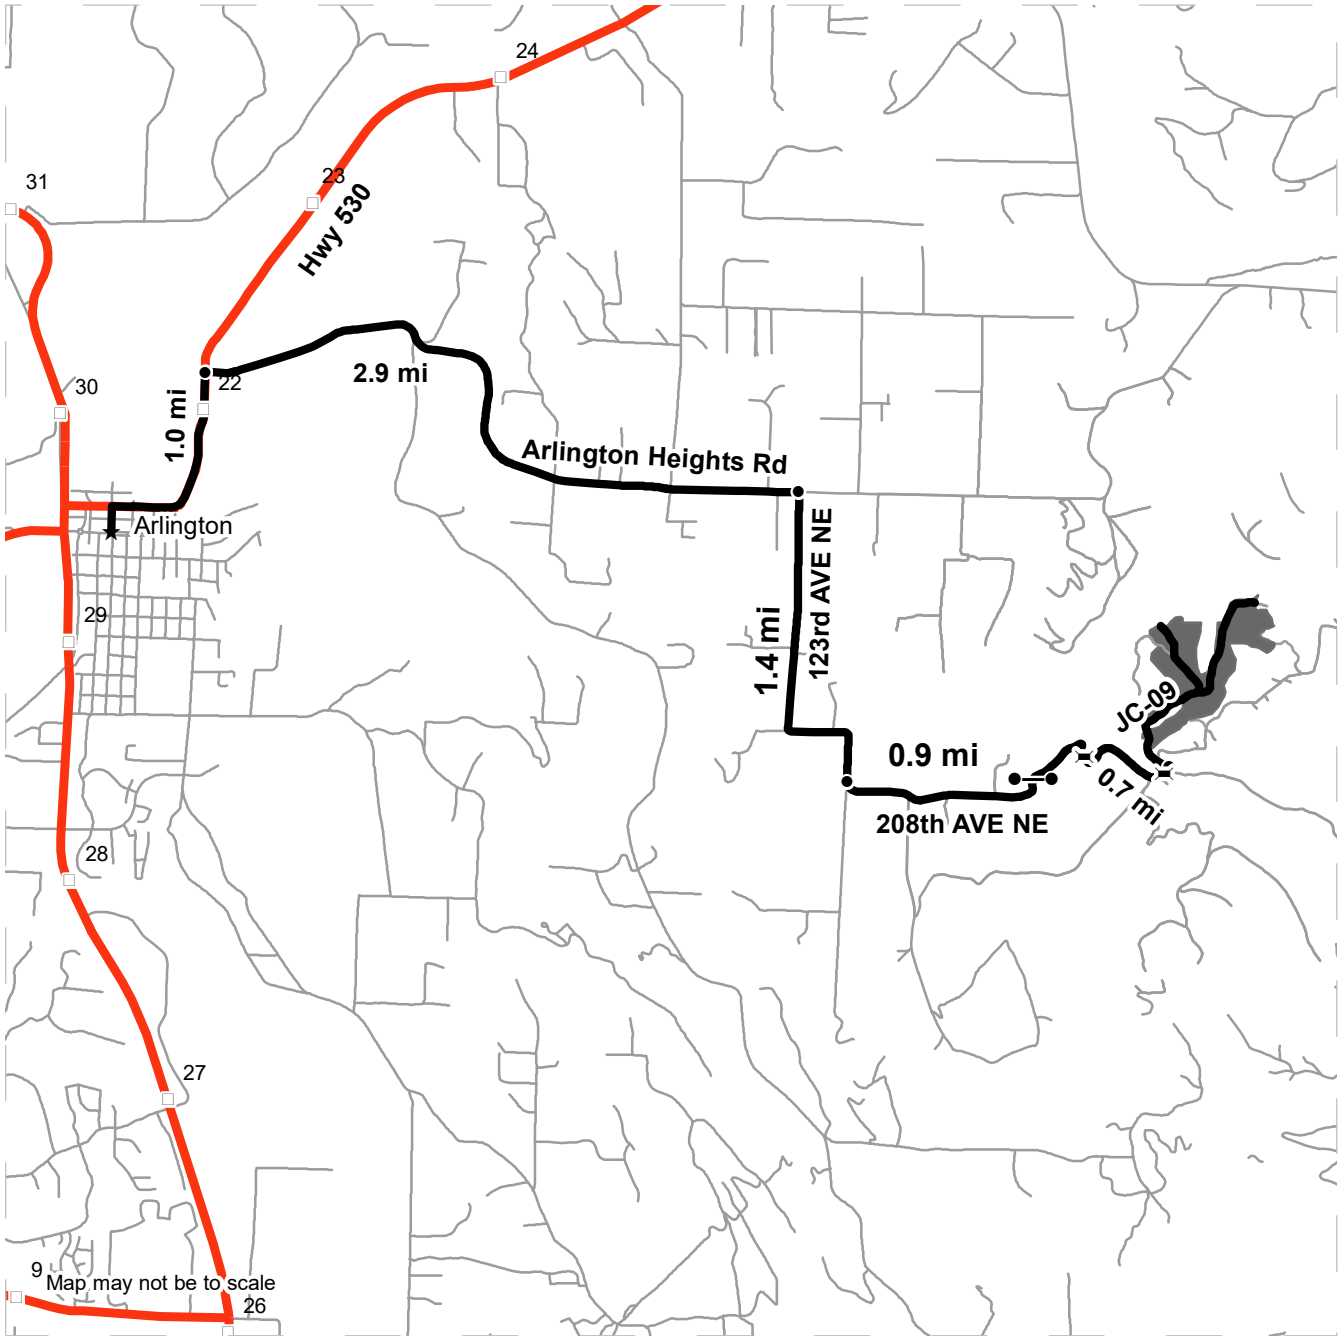 24
31
23
Hwy 530
30
22
2.9 mi
1.0 mi
Arlington Heights Rd
Arlington
123rd AVE NE
29
1.4 mi
JC-09
0.9 mi
0.7 mi
208th AVE NE
28
27
9
Map may not be to scale
26